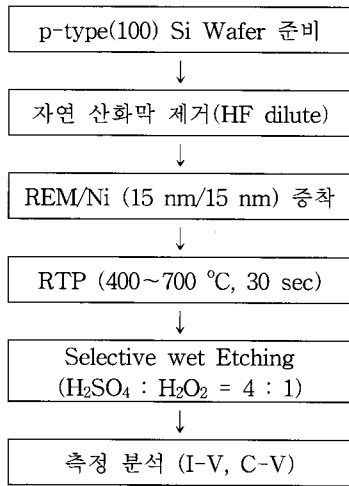 p-type(100) Si Wafer 준비
자연 산화막 제거(HF dilute)
REM/Ni (15 nm/15 nm) 증착
RTP (400~700 ℃, 30 sec)
Selective wet Etching
(H₂SO₄ : H₂O₂ = 4 : 1)
측정 분석 (I-V, C-V)